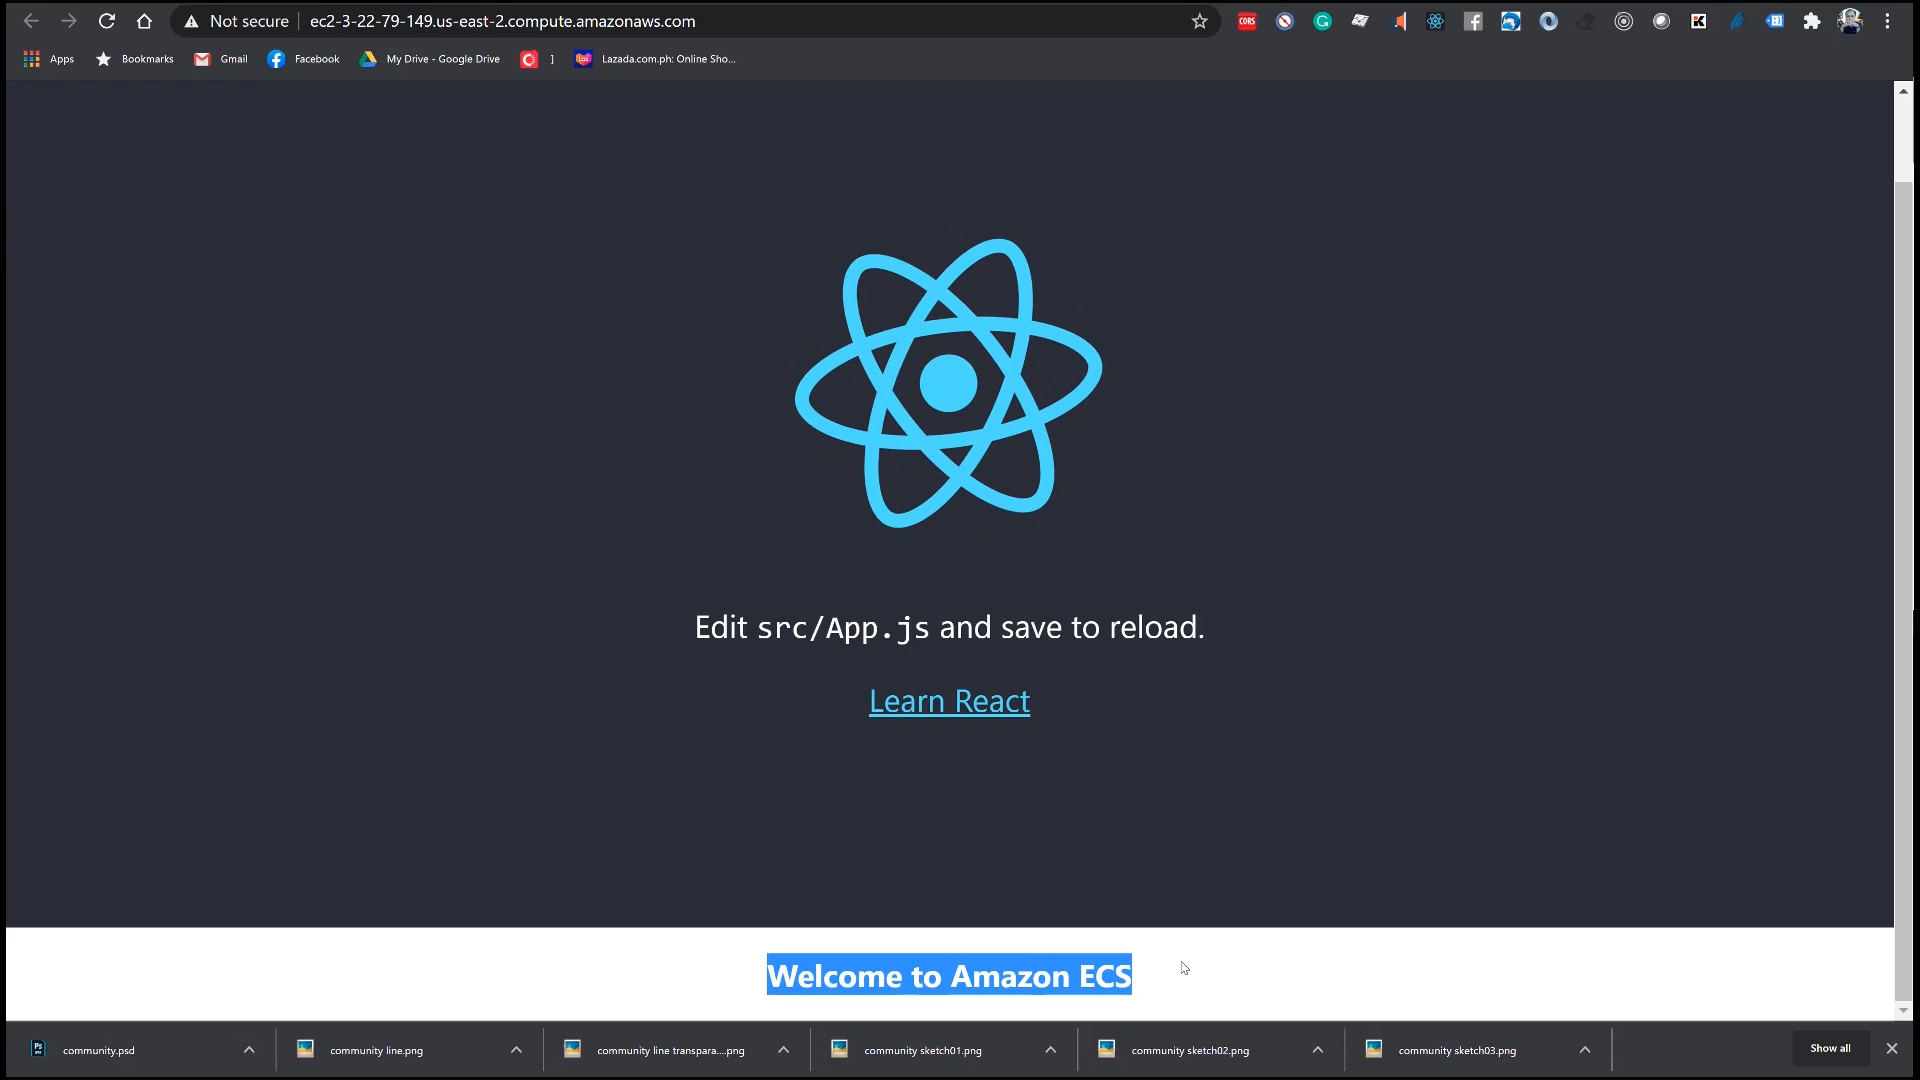 Not secure
ec2-3-22-79-149.us-east-2.compute.amazonaws.com
CORS
Apps
Bookmarks
Gmail
Facebook
My Drive - Google Drive
]
Lazada.com.ph: Online Sho...
Edit src/App.js and save to reload.
Learn React
Welcome to Amazon ECS
community.psd
community line.png
community line transpara....png
community sketch01.png
community sketch02.png
community sketch03.png
Show all